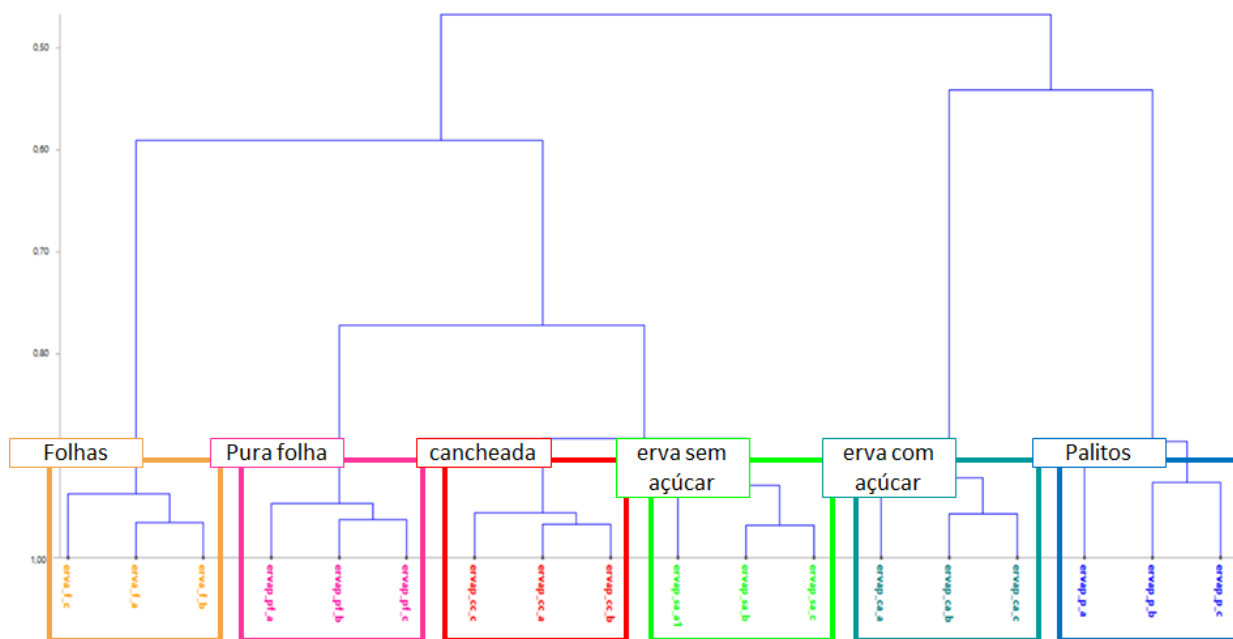 0.50
0.60
0.70
0.80
1.00
Folhas
Pura folha
cancheada
erva sem
açúcar
erva com
açúcar
Palitos
erva_f_c
erva_f_a
erva_f_b
ervap_pf_a
ervap_pf_b
ervap_pf_c
ervap_cc_c
ervap_cc_a
ervap_cc_b
ervap_sa_a1
ervap_sa_b
ervap_sa_c
ervap_ca_a
ervap_ca_b
ervap_ca_c
ervap_p_a
ervap_p_b
ervap_p_c